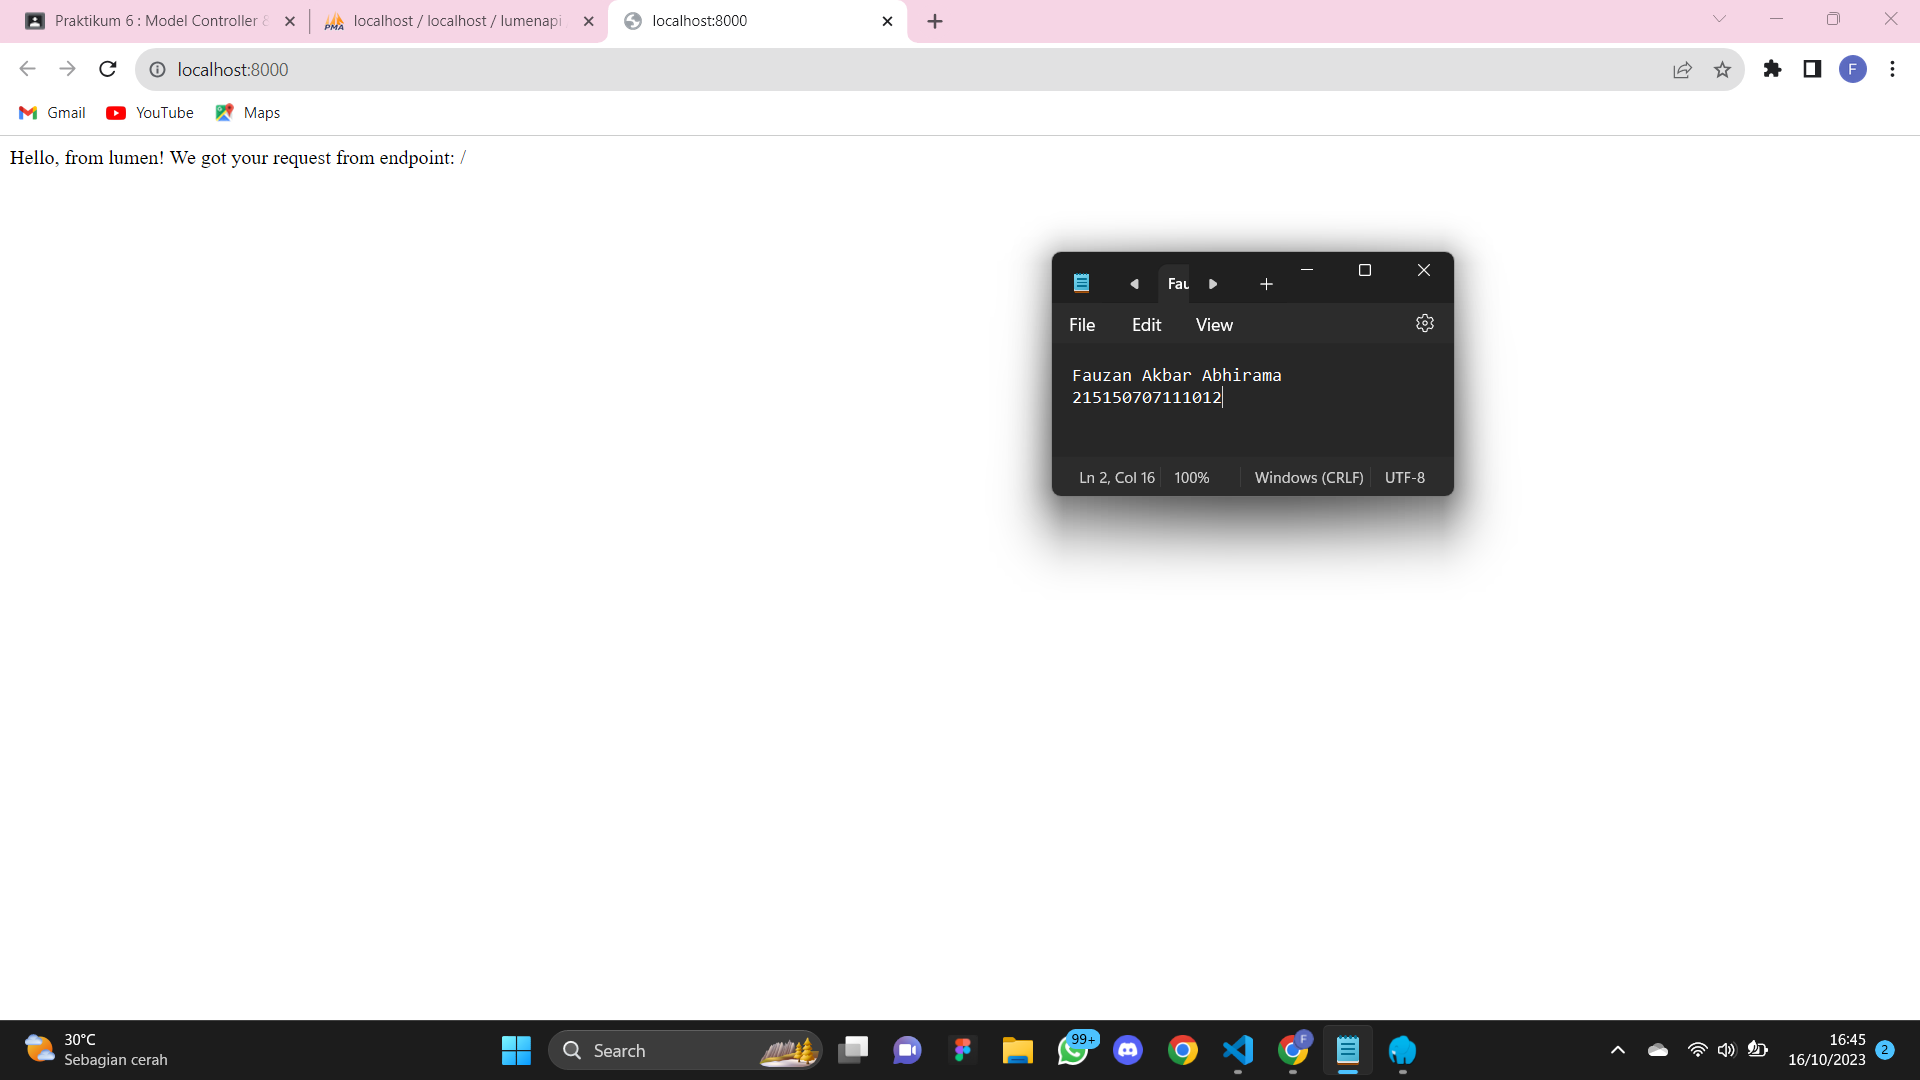 Praktikum 6 : Model Controller &
localhost / localhost / lumenapi
localhost:8000
localhost:8000
F
Gmail
YouTube
Maps
Hello, from lumen! We got your request from endpoint: /
Fau
File
Edit
View
Fauzan Akbar Abhirama
215150707111012
Ln 2, Col 16
100%
Windows (CRLF)
UTF-8
30°C
Sebagian cerah
Search
99+
F
16:45
16/10/2023
2
PMA